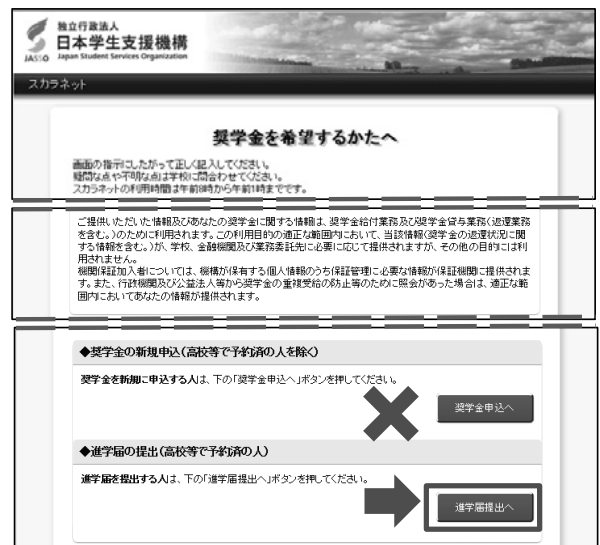 独立行政法人
日本学生支援機構
JASSO Japan Student Services Organization
スカラネット
奨学金を希望するかたへ
画面の指示にしたがって正しく記入してください。
疑問な点や不明な点は学校に問合わせてください。
スカラネットの利用時間は午前8時から午前1時までです。
ご提供いただいた情報及びあなたの奨学金に関する情報は、奨学金給付業務及び奨学金貸与業務(返還業務
を含む。)のために利用されます。この利用目的の適正な範囲内において、当該情報(奨学金の返還状況に関
する情報を含む。)が、学校、金融機関及び業務委託先に必要に応じて提供されますが、その他の目的には利
用されません。
機関保証加入者については、機構が保有する個人情報のうち保証管理に必要な情報が保証機関に提供されま
す。また、行政機関及び公益法人等から奨学金の重複受給の防止等のために照会があった場合は、適正な範
囲内においてあなたの情報が提供されます。
◆奨学金の新規申込(高校等で予約済の人を除く)
奨学金を新規に申込する人は、下の「奨学金申込へ」ボタンを押してください。
奨学金申込へ
◆進学届の提出(高校等で予約済の人)
進学届を提出する人は、下の「進学届提出へ」ボタンを押してください。
進学届提出へ